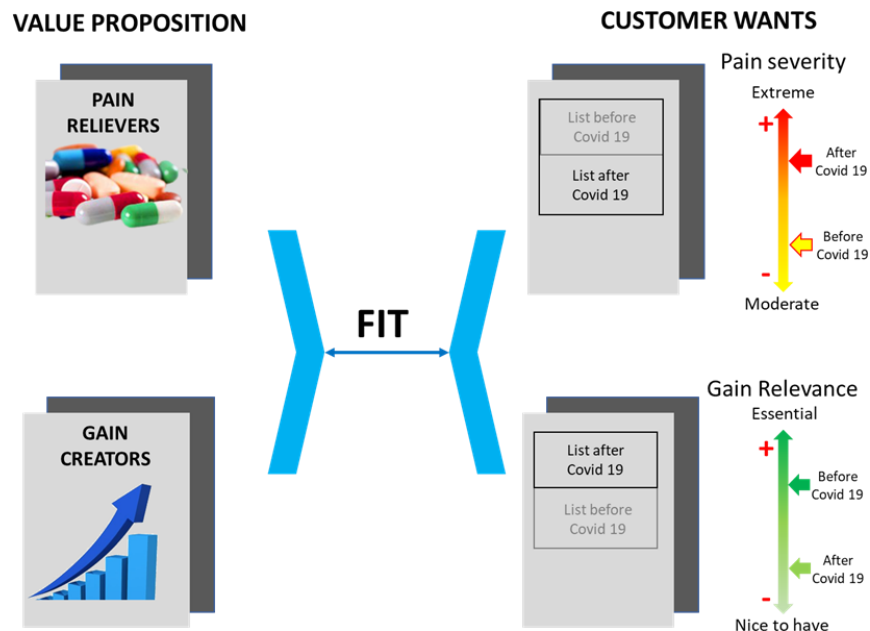 VALUE PROPOSITION
CUSTOMER WANTS
PAIN
RELIEVERS
List before
Covid 19
List after
Covid 19
Pain severity
Extreme
+
After
Covid 19
Before
Covid 19
-
Moderate
FIT
GAIN
CREATORS
List after
Covid 19
List before
Covid 19
Gain Relevance
Essential
+
Before
Covid 19
After
Covid 19
-
Nice to have